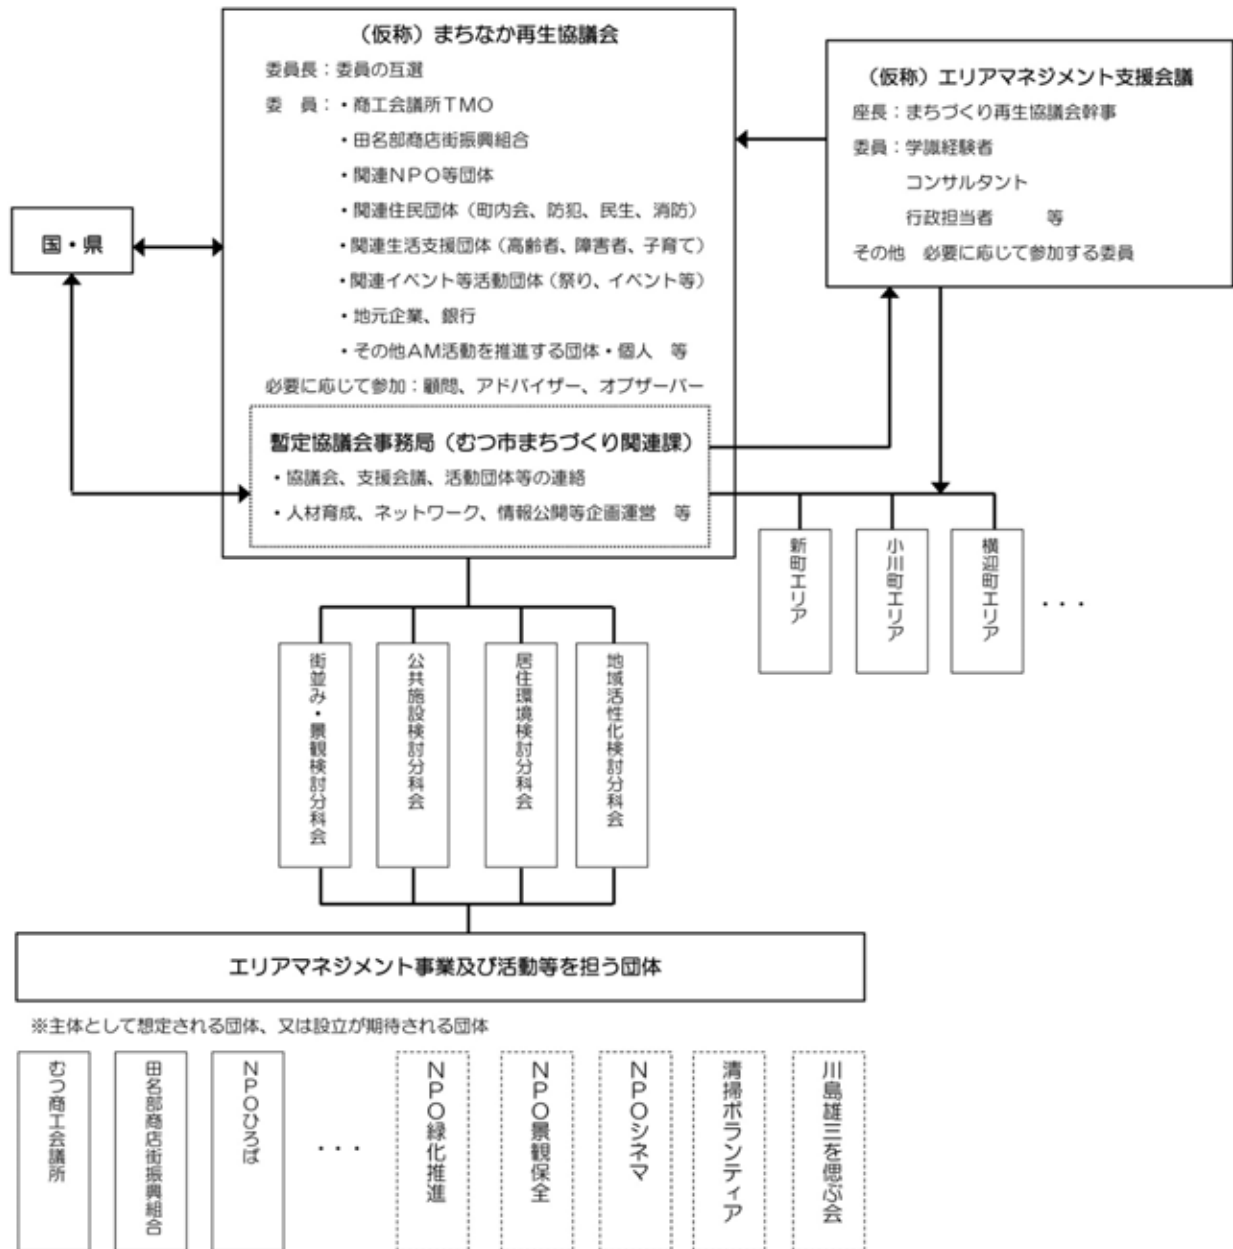 （仮称）まちなか再生協議会
委員長：委員の互選
委　員：・商工会議所ＴＭＯ
・田名部商店街振興組合
・関連ＮＰＯ等団体
・関連住民団体（町内会、防犯、民生、消防）
・関連生活支援団体（高齢者、障害者、子育て）
・関連イベント等活動団体（祭り、イベント等）
・地元企業、銀行
・その他ＡＭ活動を推進する団体・個人　等
必要に応じて参加：顧問、アドバイザー、オブザーバー
暫定協議会事務局（むつ市まちづくり関連課）
・協議会、支援会議、活動団体等の連絡
・人材育成、ネットワーク、情報公開等企画運営　等
（仮称）エリアマネジメント支援会議
座長：まちづくり再生協議会幹事
委員：学識経験者
コンサルタント
行政担当者　　等
その他　必要に応じて参加する委員
国・県
新町エリア
小川町エリア
横迎町エリア
・・・
街並み・景観検討分科会
公共施設検討分科会
居住環境検討分科会
地域活性化検討分科会
エリアマネジメント事業及び活動等を担う団体
※主体として想定される団体、又は設立が期待される団体
むつ商工会議所
田名部商店街振興組合
ＮＰＯひろば
・・・
ＮＰＯ緑化推進
ＮＰＯ景観保全
ＮＰＯシネマ
清掃ボランティア
川島雄三を偲ぶ会